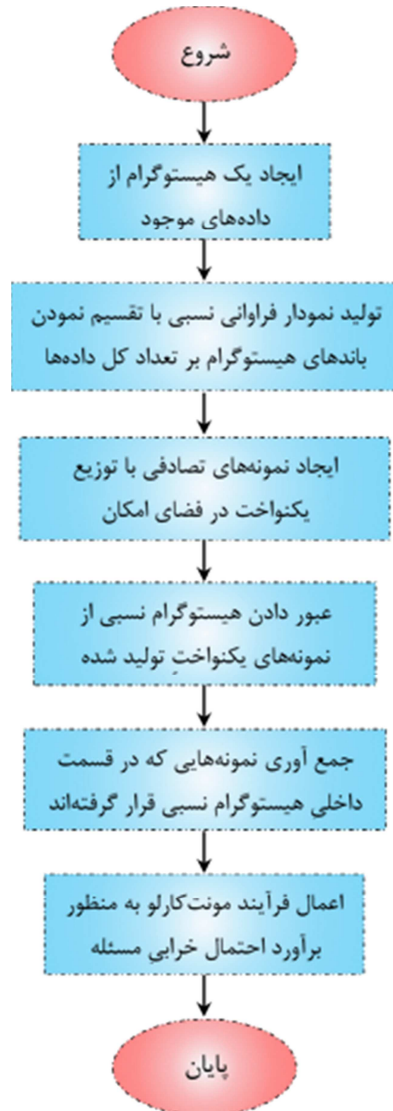 شروع
ایجاد یک هیستوگرام از
داده‌های موجود
تولید نمودار فراوانی نسبی با تقسیم نمودن
باندهای هیستوگرام بر تعداد کل داده‌ها
ایجاد نمونه‌های تصادفی با توزیع
یکنواخت در فضای امکان
عبور دادن هیستوگرام نسبی از
نمونه‌های یکنواختِ تولید شده
جمع آوری نمونه‌هایی که در قسمت
داخلی هیستوگرام نسبی قرار گرفته‌اند
اعمال فرآیند مونت‌کارلو به منظور
برآورد احتمال خرابیِ مسئله
پایان